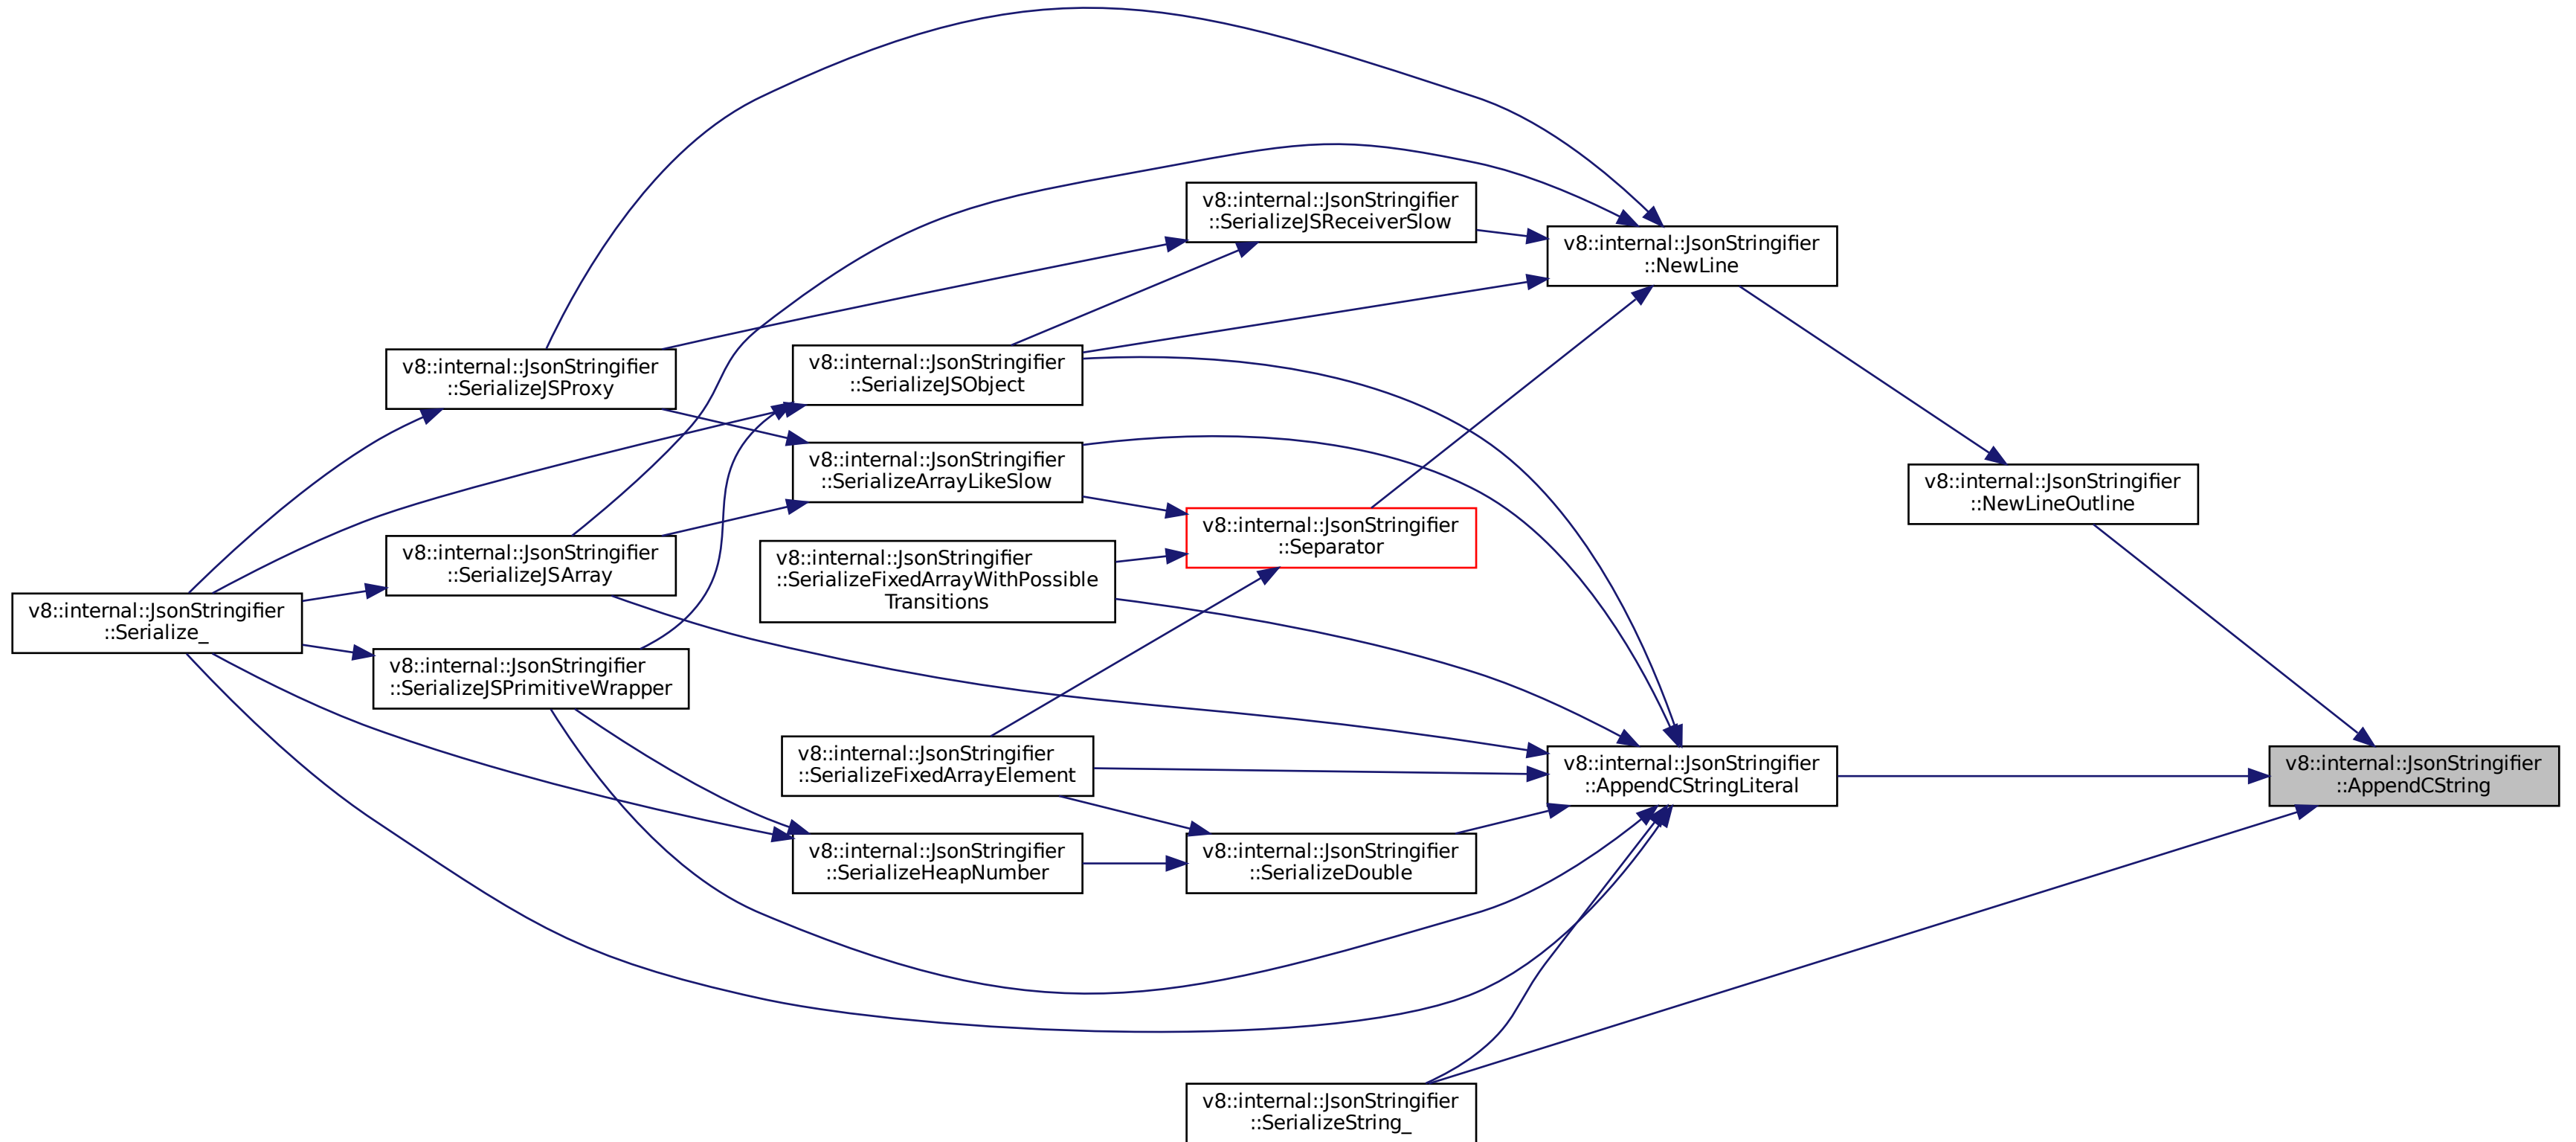 v8::internal::JsonStringifier
::SerializeJSReceiverSlow
v8::internal::JsonStringifier
::NewLine
v8::internal::JsonStringifier
::SerializeJSProxy
v8::internal::JsonStringifier
::SerializeJSObject
v8::internal::JsonStringifier
::SerializeArrayLikeSlow
v8::internal::JsonStringifier
::NewLineOutline
v8::internal::JsonStringifier
::Separator
v8::internal::JsonStringifier
::SerializeJSArray
v8::internal::JsonStringifier
::SerializeFixedArrayWithPossible
Transitions
v8::internal::JsonStringifier
::Serialize_
v8::internal::JsonStringifier
::SerializeJSPrimitiveWrapper
v8::internal::JsonStringifier
::SerializeFixedArrayElement
v8::internal::JsonStringifier
::AppendCStringLiteral
v8::internal::JsonStringifier
::AppendCString
v8::internal::JsonStringifier
::SerializeHeapNumber
v8::internal::JsonStringifier
::SerializeDouble
v8::internal::JsonStringifier
::SerializeString_